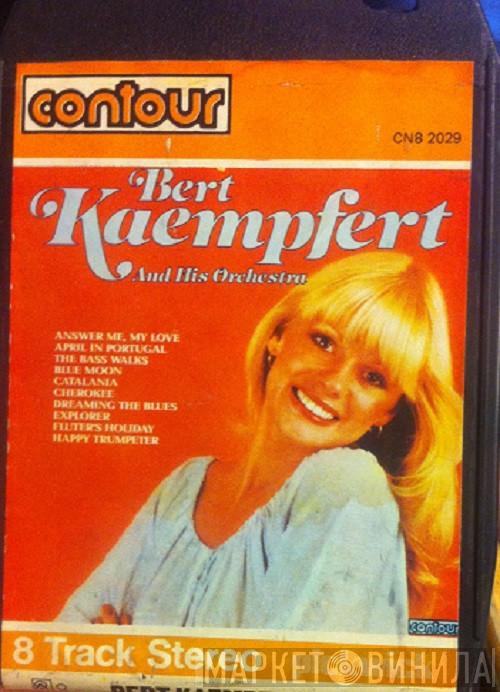 contour
CN8 2029
Bert
Kaempfert
And His Orchestra
ANSWER ME, MY LOVE
APRIL IN PORTUGAL
THE BASS WALKS
BLUE MOON
CATALANIA
CHEROKEE
DREAMING THE BLUES
EXPLORER
FLUTER'S HOLIDAY
HAPPY TRUMPETER
contour
8 Track Stereo
МАРКЕТ ВИНИЛА
BERT